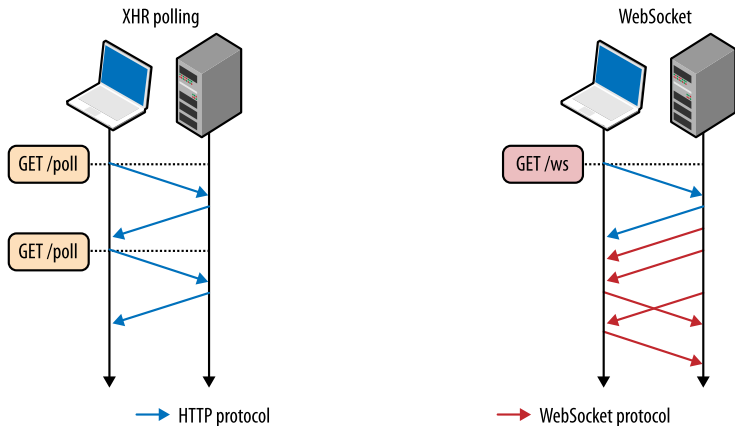 XHR polling
WebSocket
GET /poll
GET /ws
GET /poll
HTTP protocol
WebSocket protocol